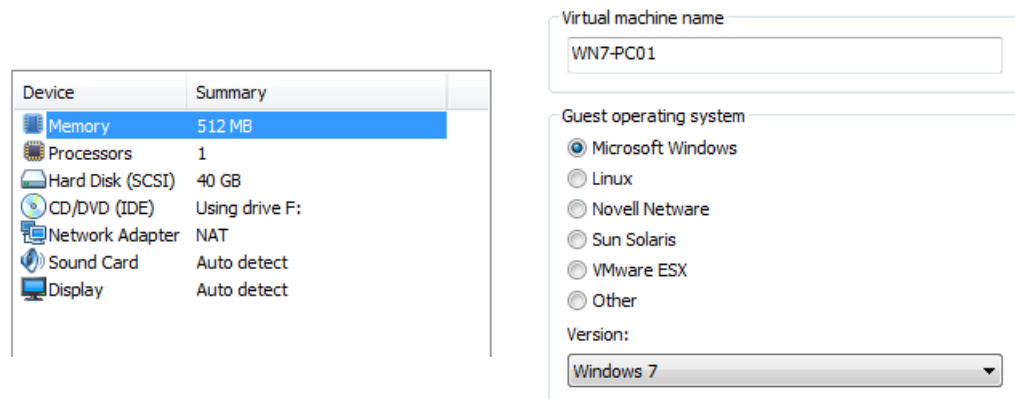 Device Summary
Memory 512 MB
Processors 1
Hard Disk (SCSI) 40 GB
CD/DVD (IDE) Using drive F:
Network Adapter NAT
Sound Card Auto detect
Display Auto detect
Virtual machine name
WN7-PC01
Guest operating system
Microsoft Windows
Linux
Novell Netware
Sun Solaris
VMware ESX
Other
Version:
Windows 7